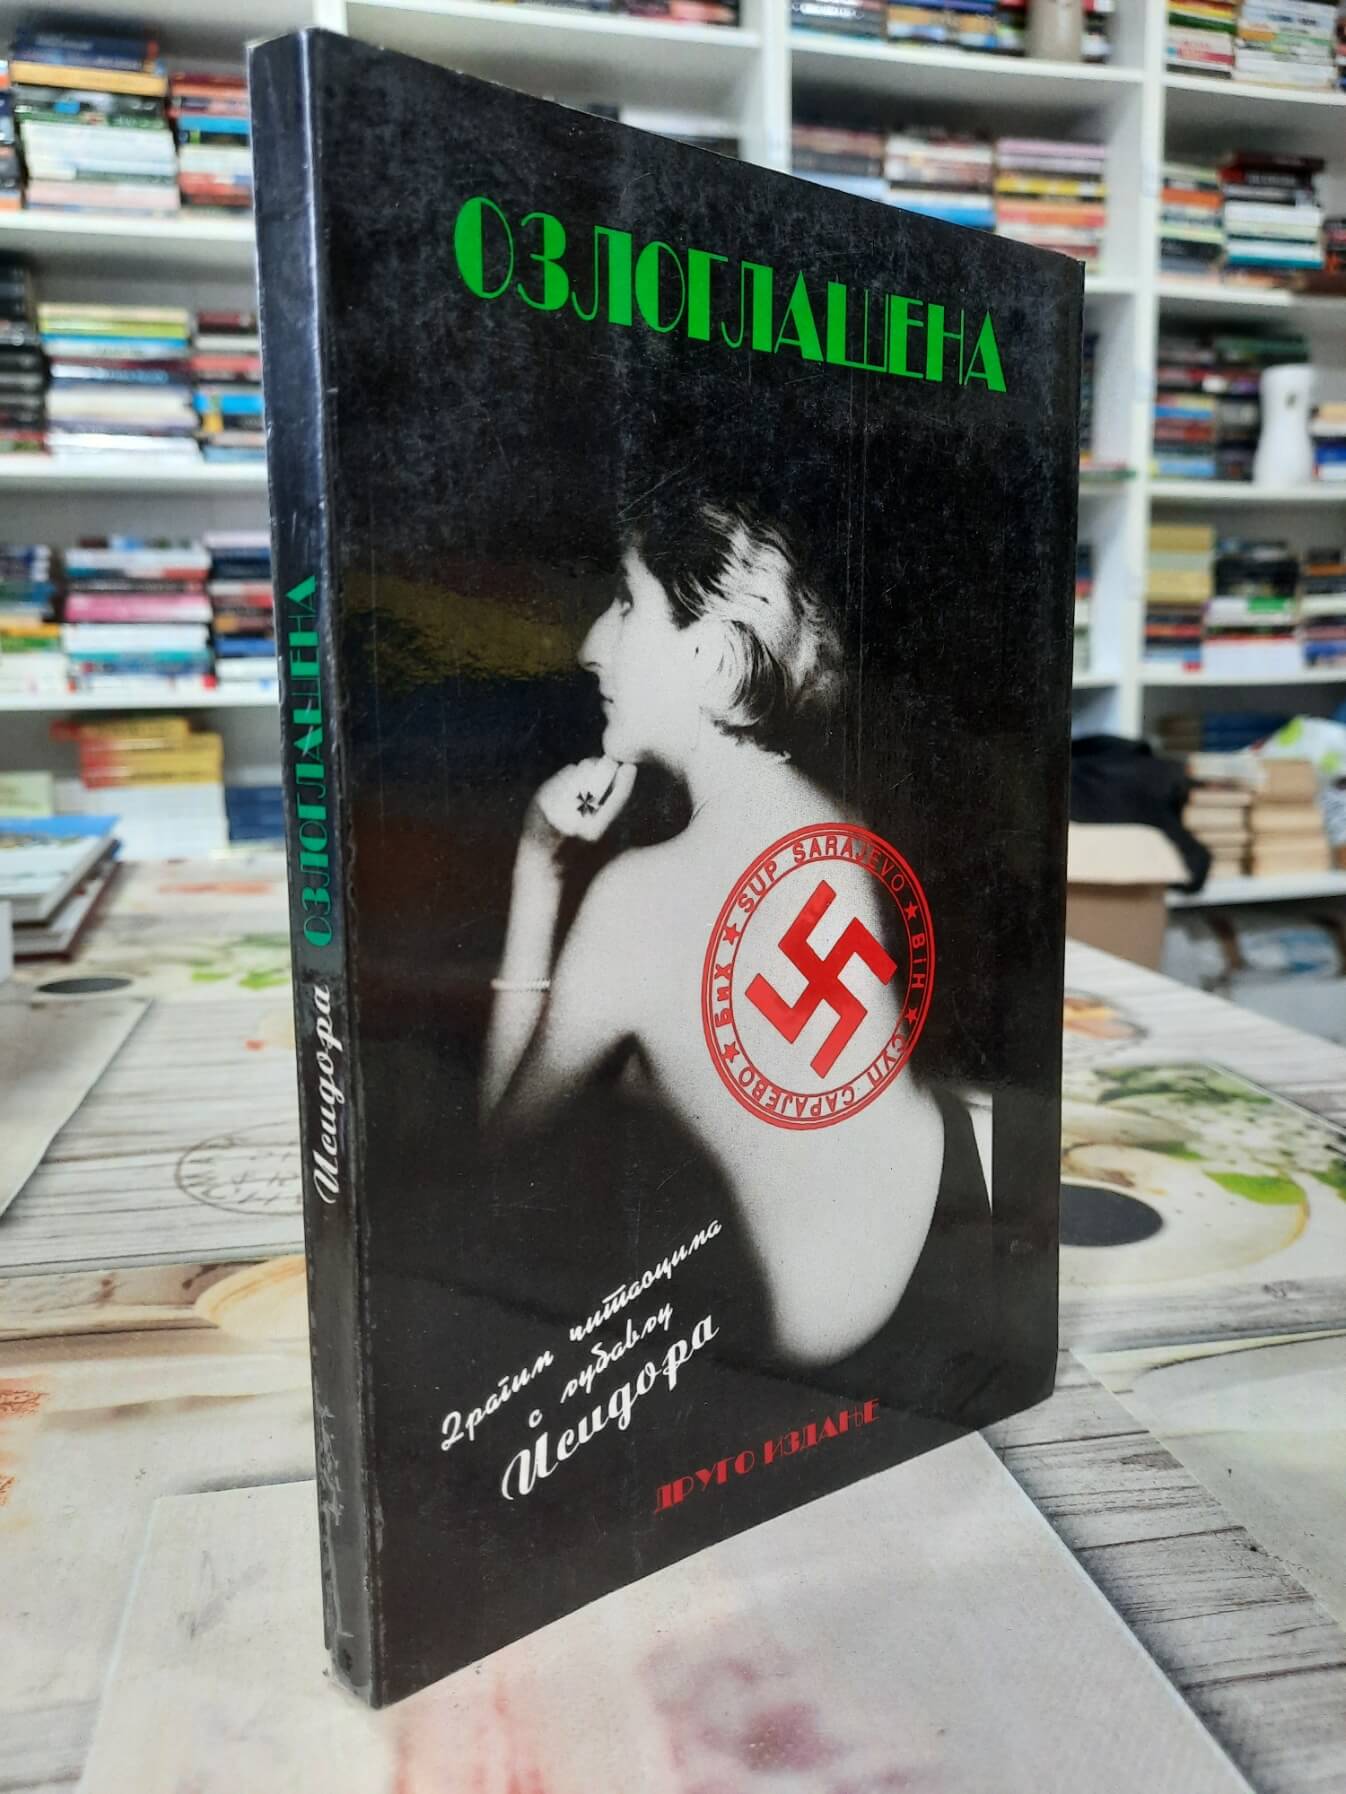 ОЗЛОГЛАШЕНА
ОЗЛОГЛАШЕНА
Исидора
★ SUP SARAJEVO ★ BIH ★ СУП САРАЈЕВО ★ БиХ
Драгим читаоцима
с љубављу
Исидора
ДРУГО ИЗДАЊЕ